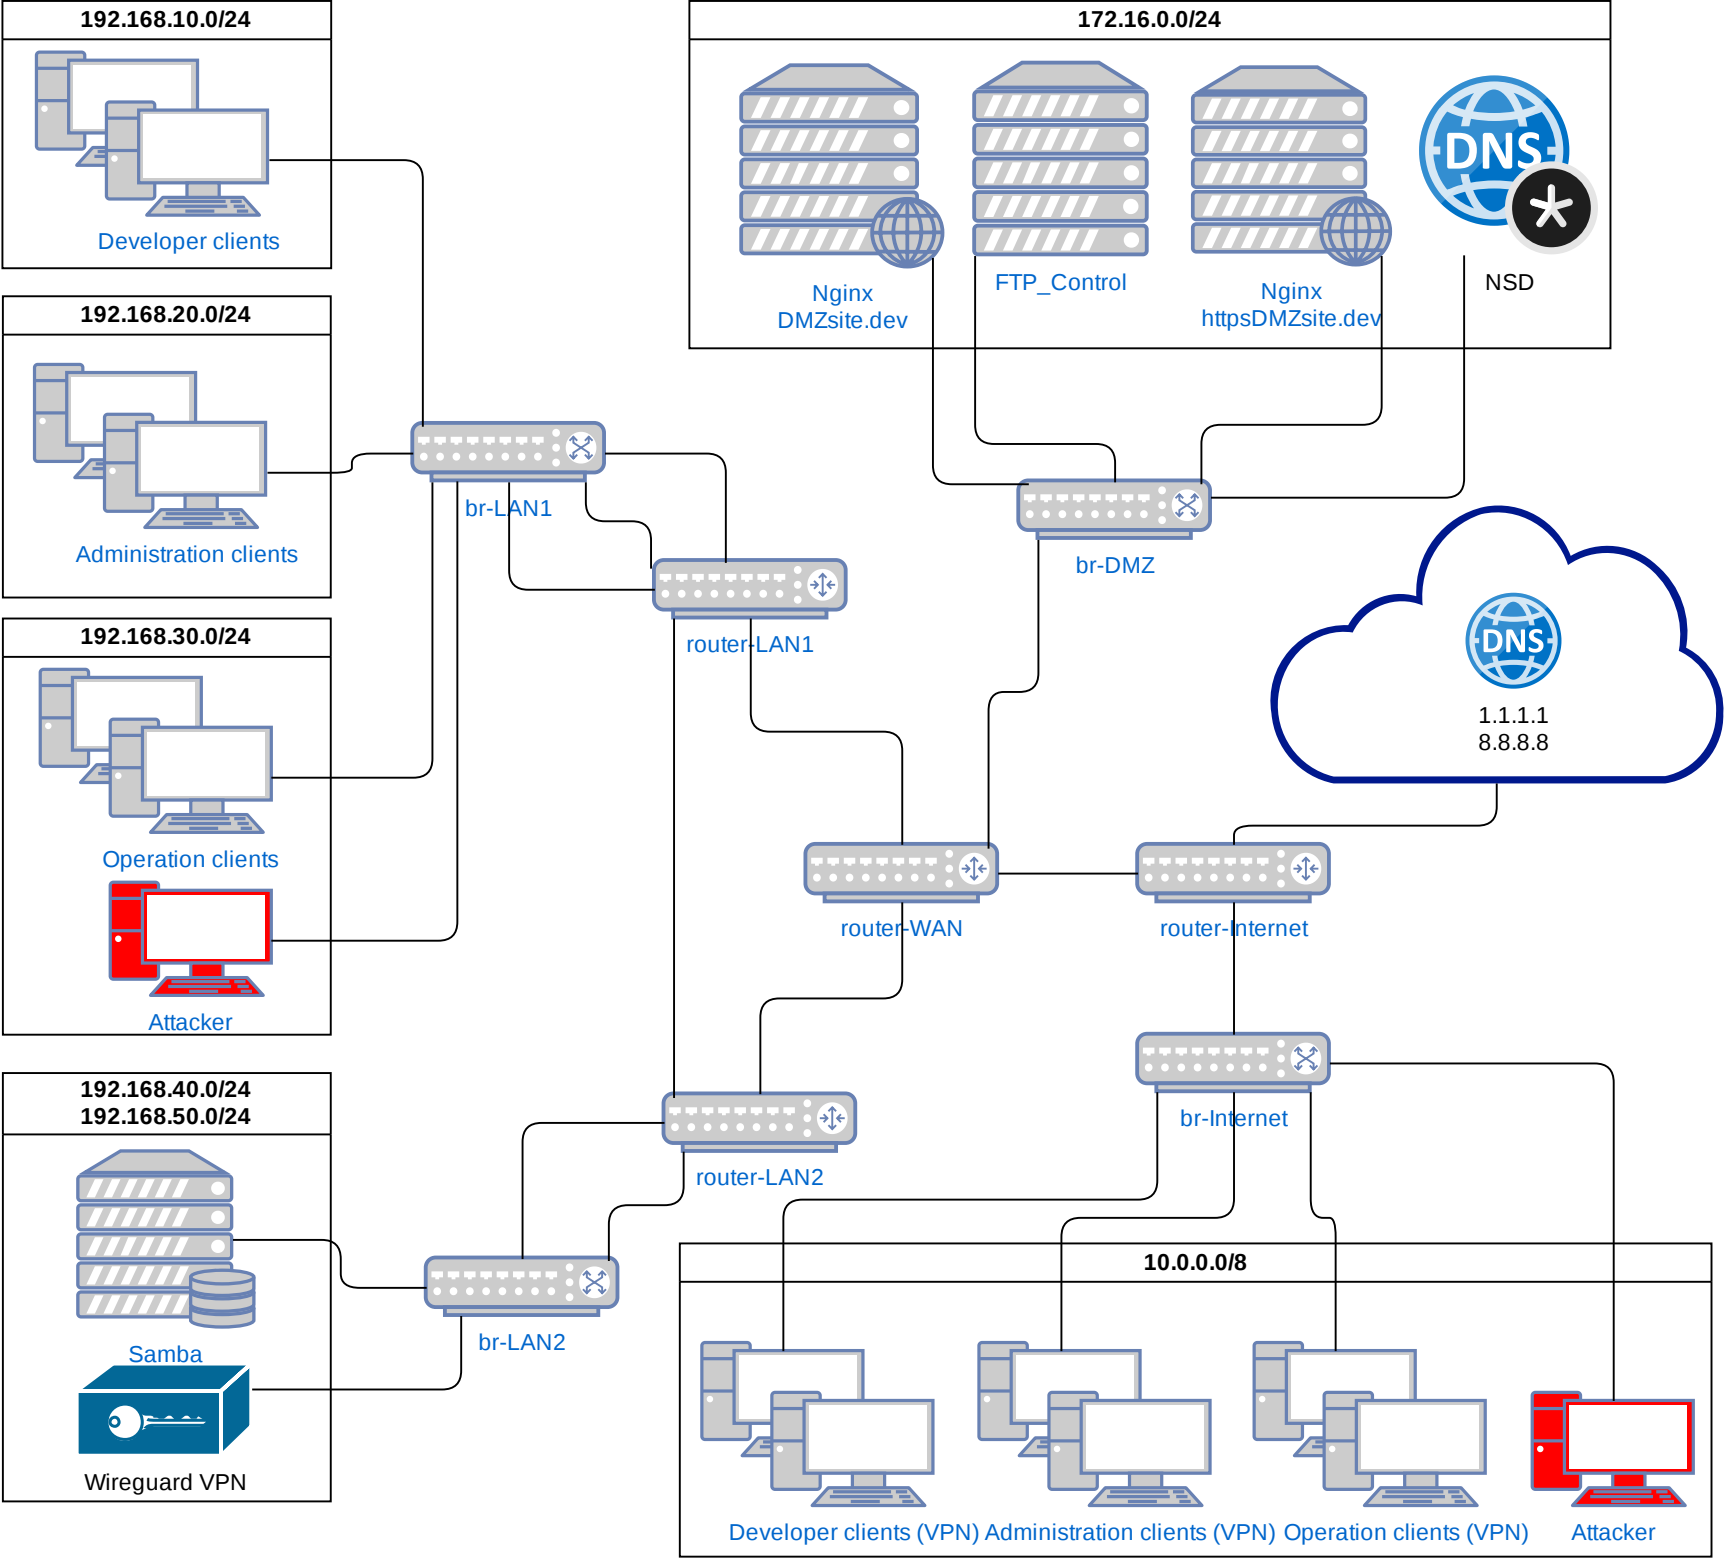 192.168.10.0/24
Developer clients
192.168.20.0/24
Administration clients
192.168.30.0/24
Operation clients
Attacker
192.168.40.0/24
192.168.50.0/24
Samba
Wireguard VPN
172.16.0.0/24
DNS
Nginx
DMZsite.dev
FTP_Control
Nginx
httpsDMZsite.dev
NSD
br-LAN1
br-DMZ
router-LAN1
DNS
1.1.1.1
8.8.8.8
router-WAN
router-Internet
br-Internet
router-LAN2
br-LAN2
10.0.0.0/8
Developer clients (VPN)
Administration clients (VPN)
Operation clients (VPN)
Attacker